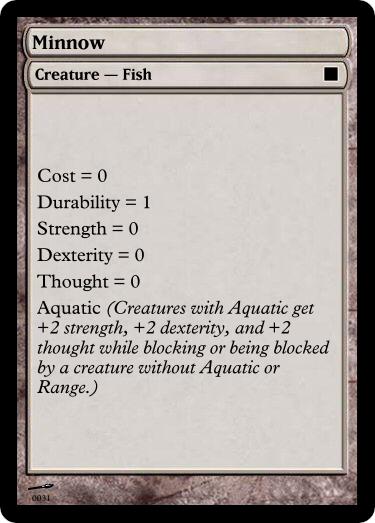 Minnow
Creature — Fish
Cost = 0
Durability = 1
Strength = 0
Dexterity = 0
Thought = 0
Aquatic (Creatures with Aquatic get
+2 strength, +2 dexterity, and +2
thought while blocking or being blocked
by a creature without Aquatic or
Range.)
0031